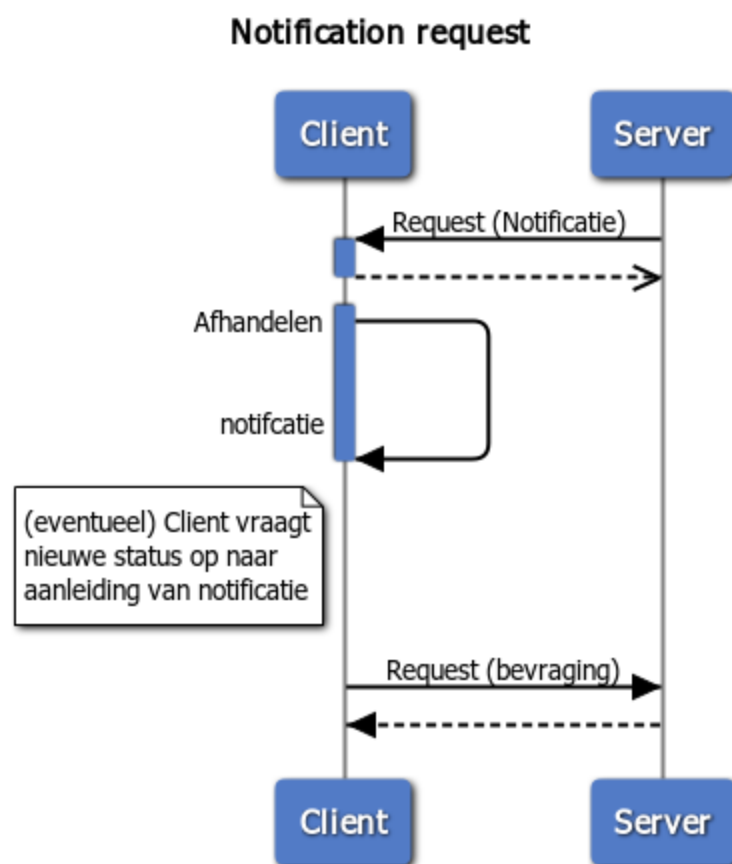 Notification request
Client
Server
Request (Notificatie)
Afhandelen
notifcatie
(eventueel) Client vraagt
nieuwe status op naar
aanleiding van notificatie
Request (bevraging)
Client
Server